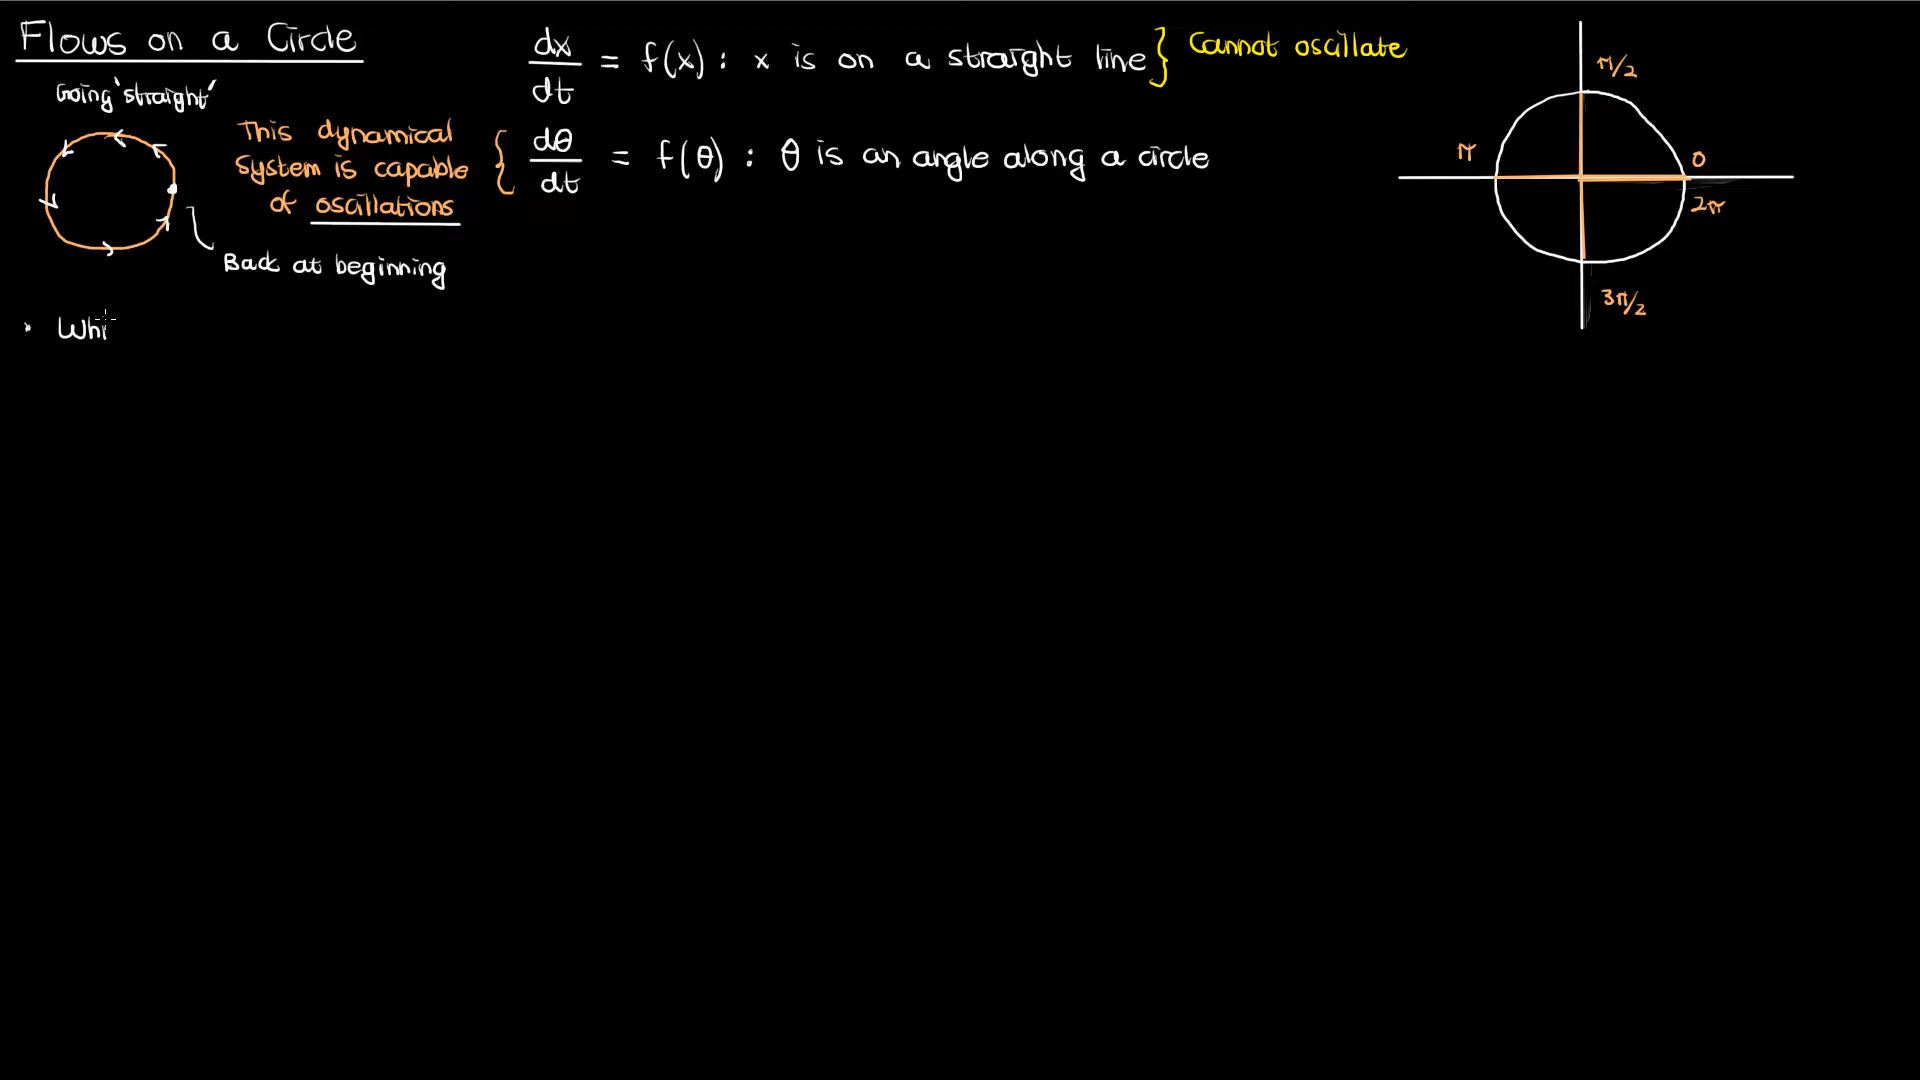 Flows on a Circle
Going 'straight'
This dynamical
system is capable
of oscillations
Back at beginning
dx/dt = f(x) : x is on a straight line } Cannot oscillate
{ dθ/dt = f(θ) : θ is an angle along a circle
π/2
π
0
2π
3π/2
• Whi